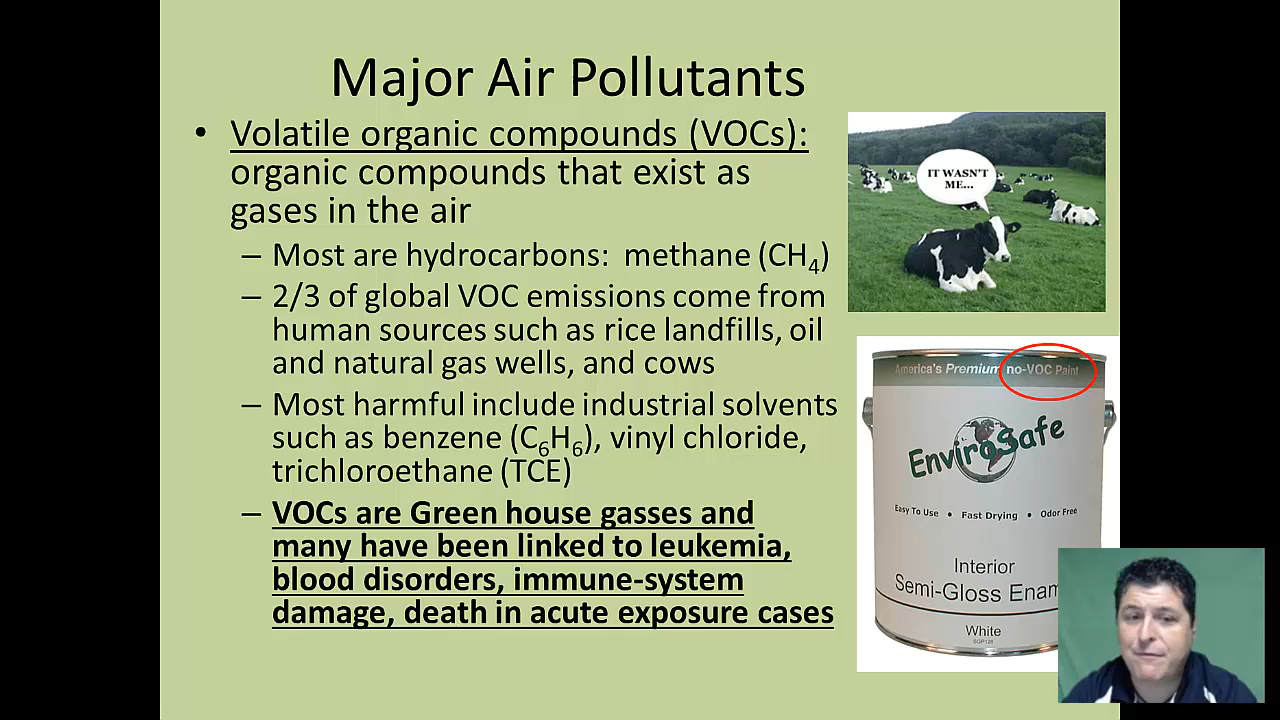 Major Air Pollutants
• Volatile organic compounds (VOCs):
organic compounds that exist as
gases in the air
– Most are hydrocarbons:  methane (CH₄)
– 2/3 of global VOC emissions come from
human sources such as rice landfills, oil
and natural gas wells, and cows
– Most harmful include industrial solvents
such as benzene (C₆H₆), vinyl chloride,
trichloroethane (TCE)
– VOCs are Green house gasses and
many have been linked to leukemia,
blood disorders, immune-system
damage, death in acute exposure cases
IT WASN'T
ME...
America's Premium no-VOC Paint
EnviroSafe
Easy To Use • Fast Drying • Odor Free
Interior
Semi-Gloss Enam
White